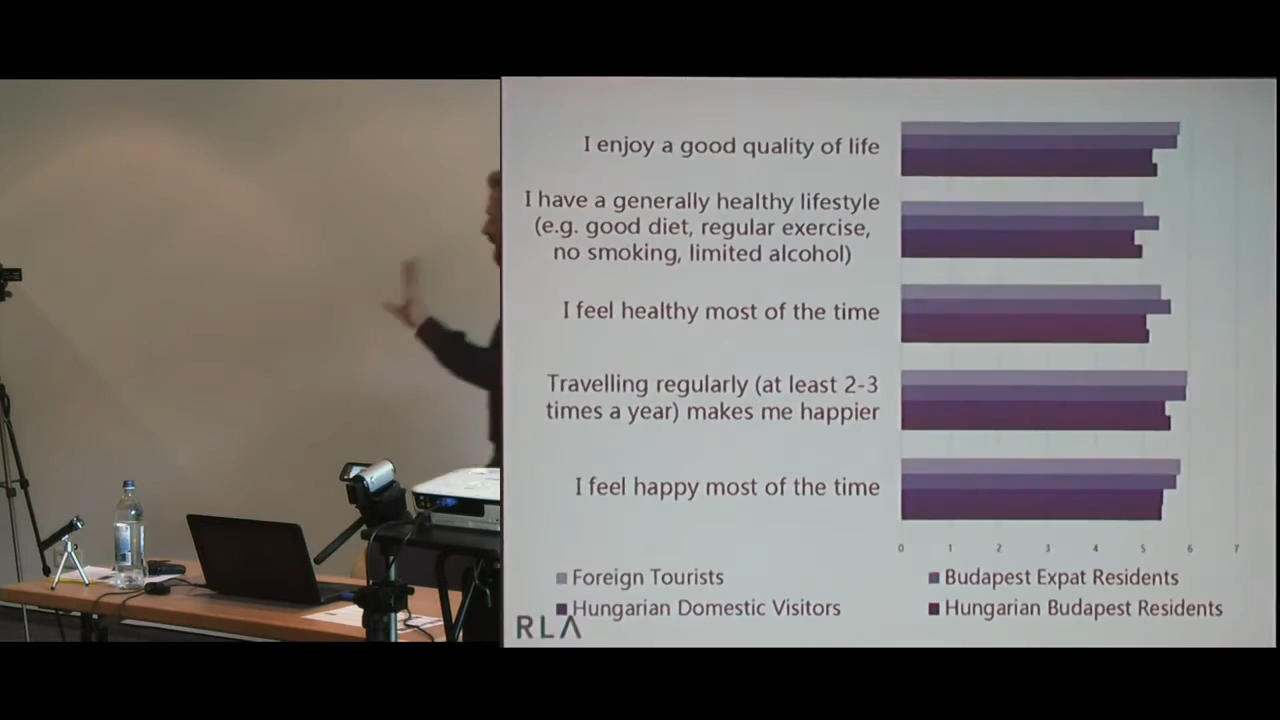 I enjoy a good quality of life
I have a generally healthy lifestyle
(e.g. good diet, regular exercise,
no smoking, limited alcohol)
I feel healthy most of the time
Travelling regularly (at least 2-3
times a year) makes me happier
I feel happy most of the time
0 1 2 3 4 5 6 7
Foreign Tourists
Budapest Expat Residents
Hungarian Domestic Visitors
Hungarian Budapest Residents
RLΛ